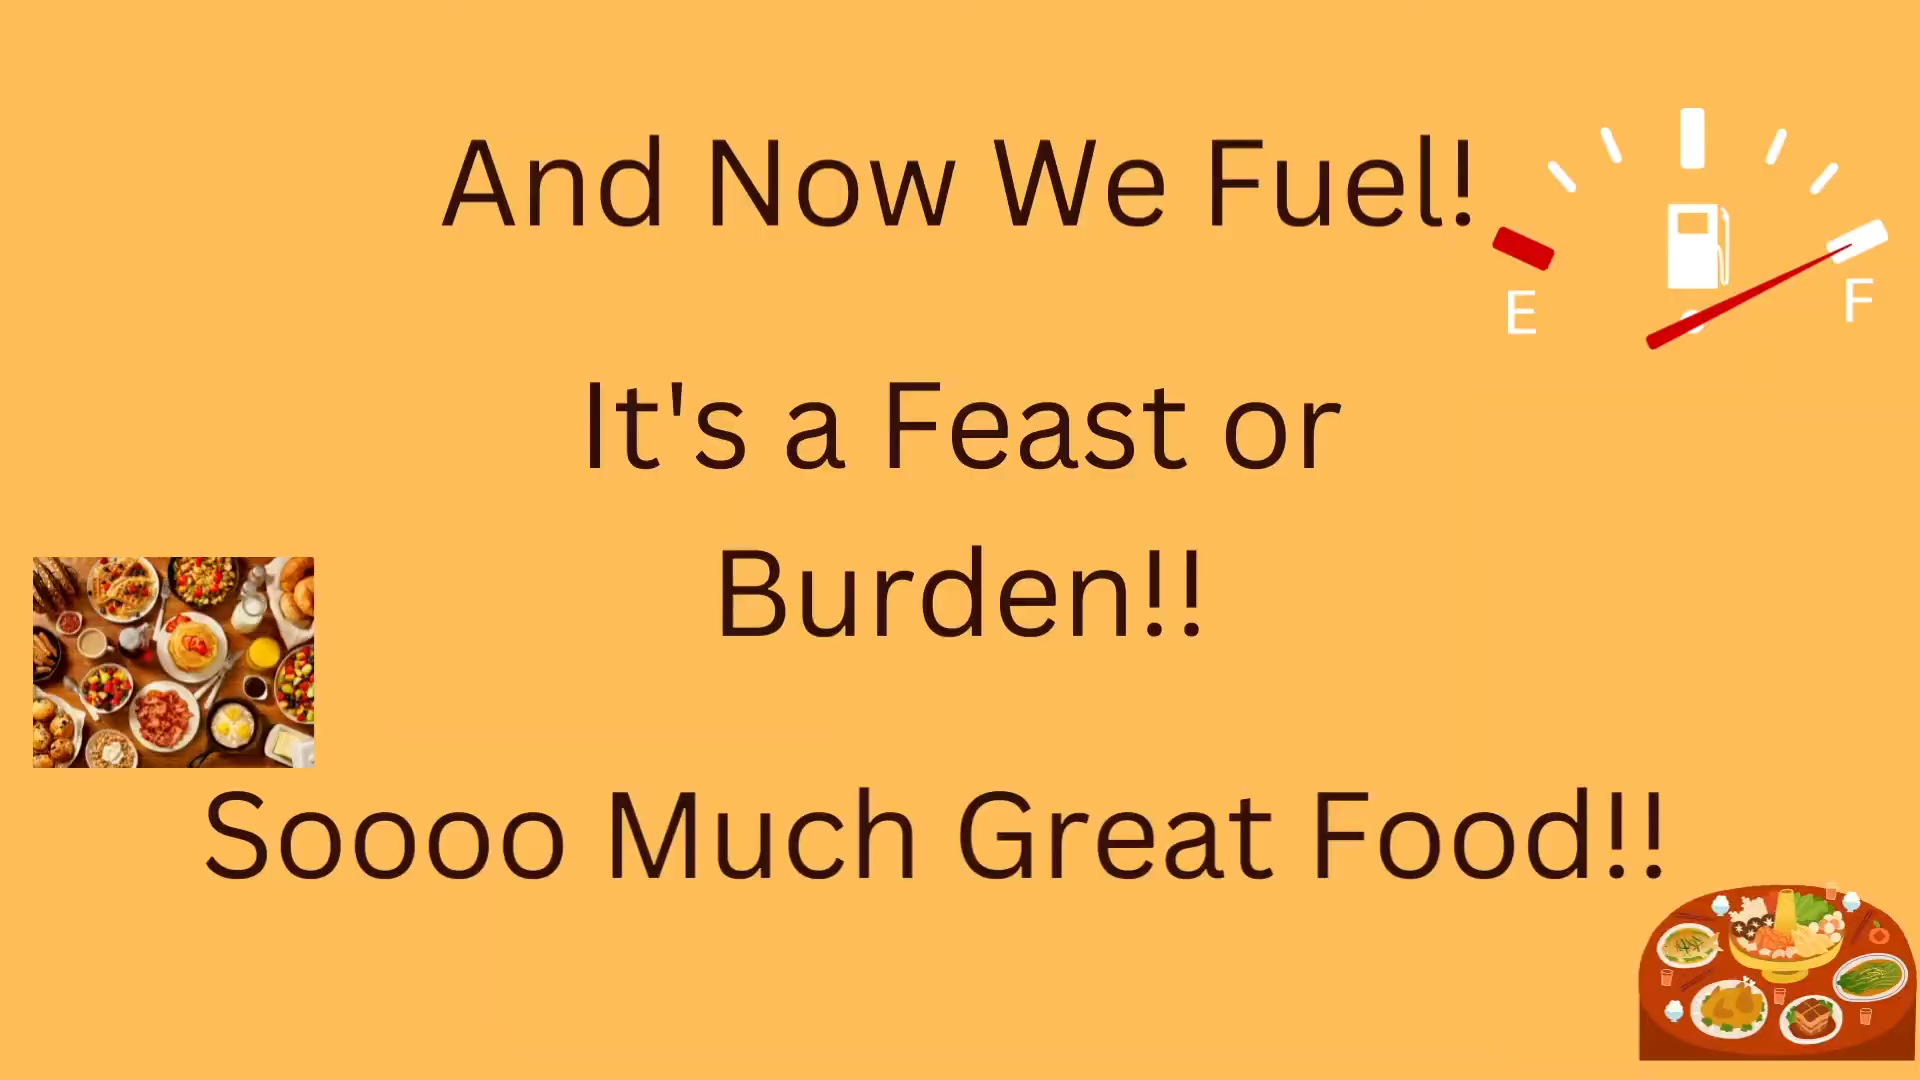 And Now We Fuel!
E
F
It's a Feast or
Burden!!
Soooo Much Great Food!!